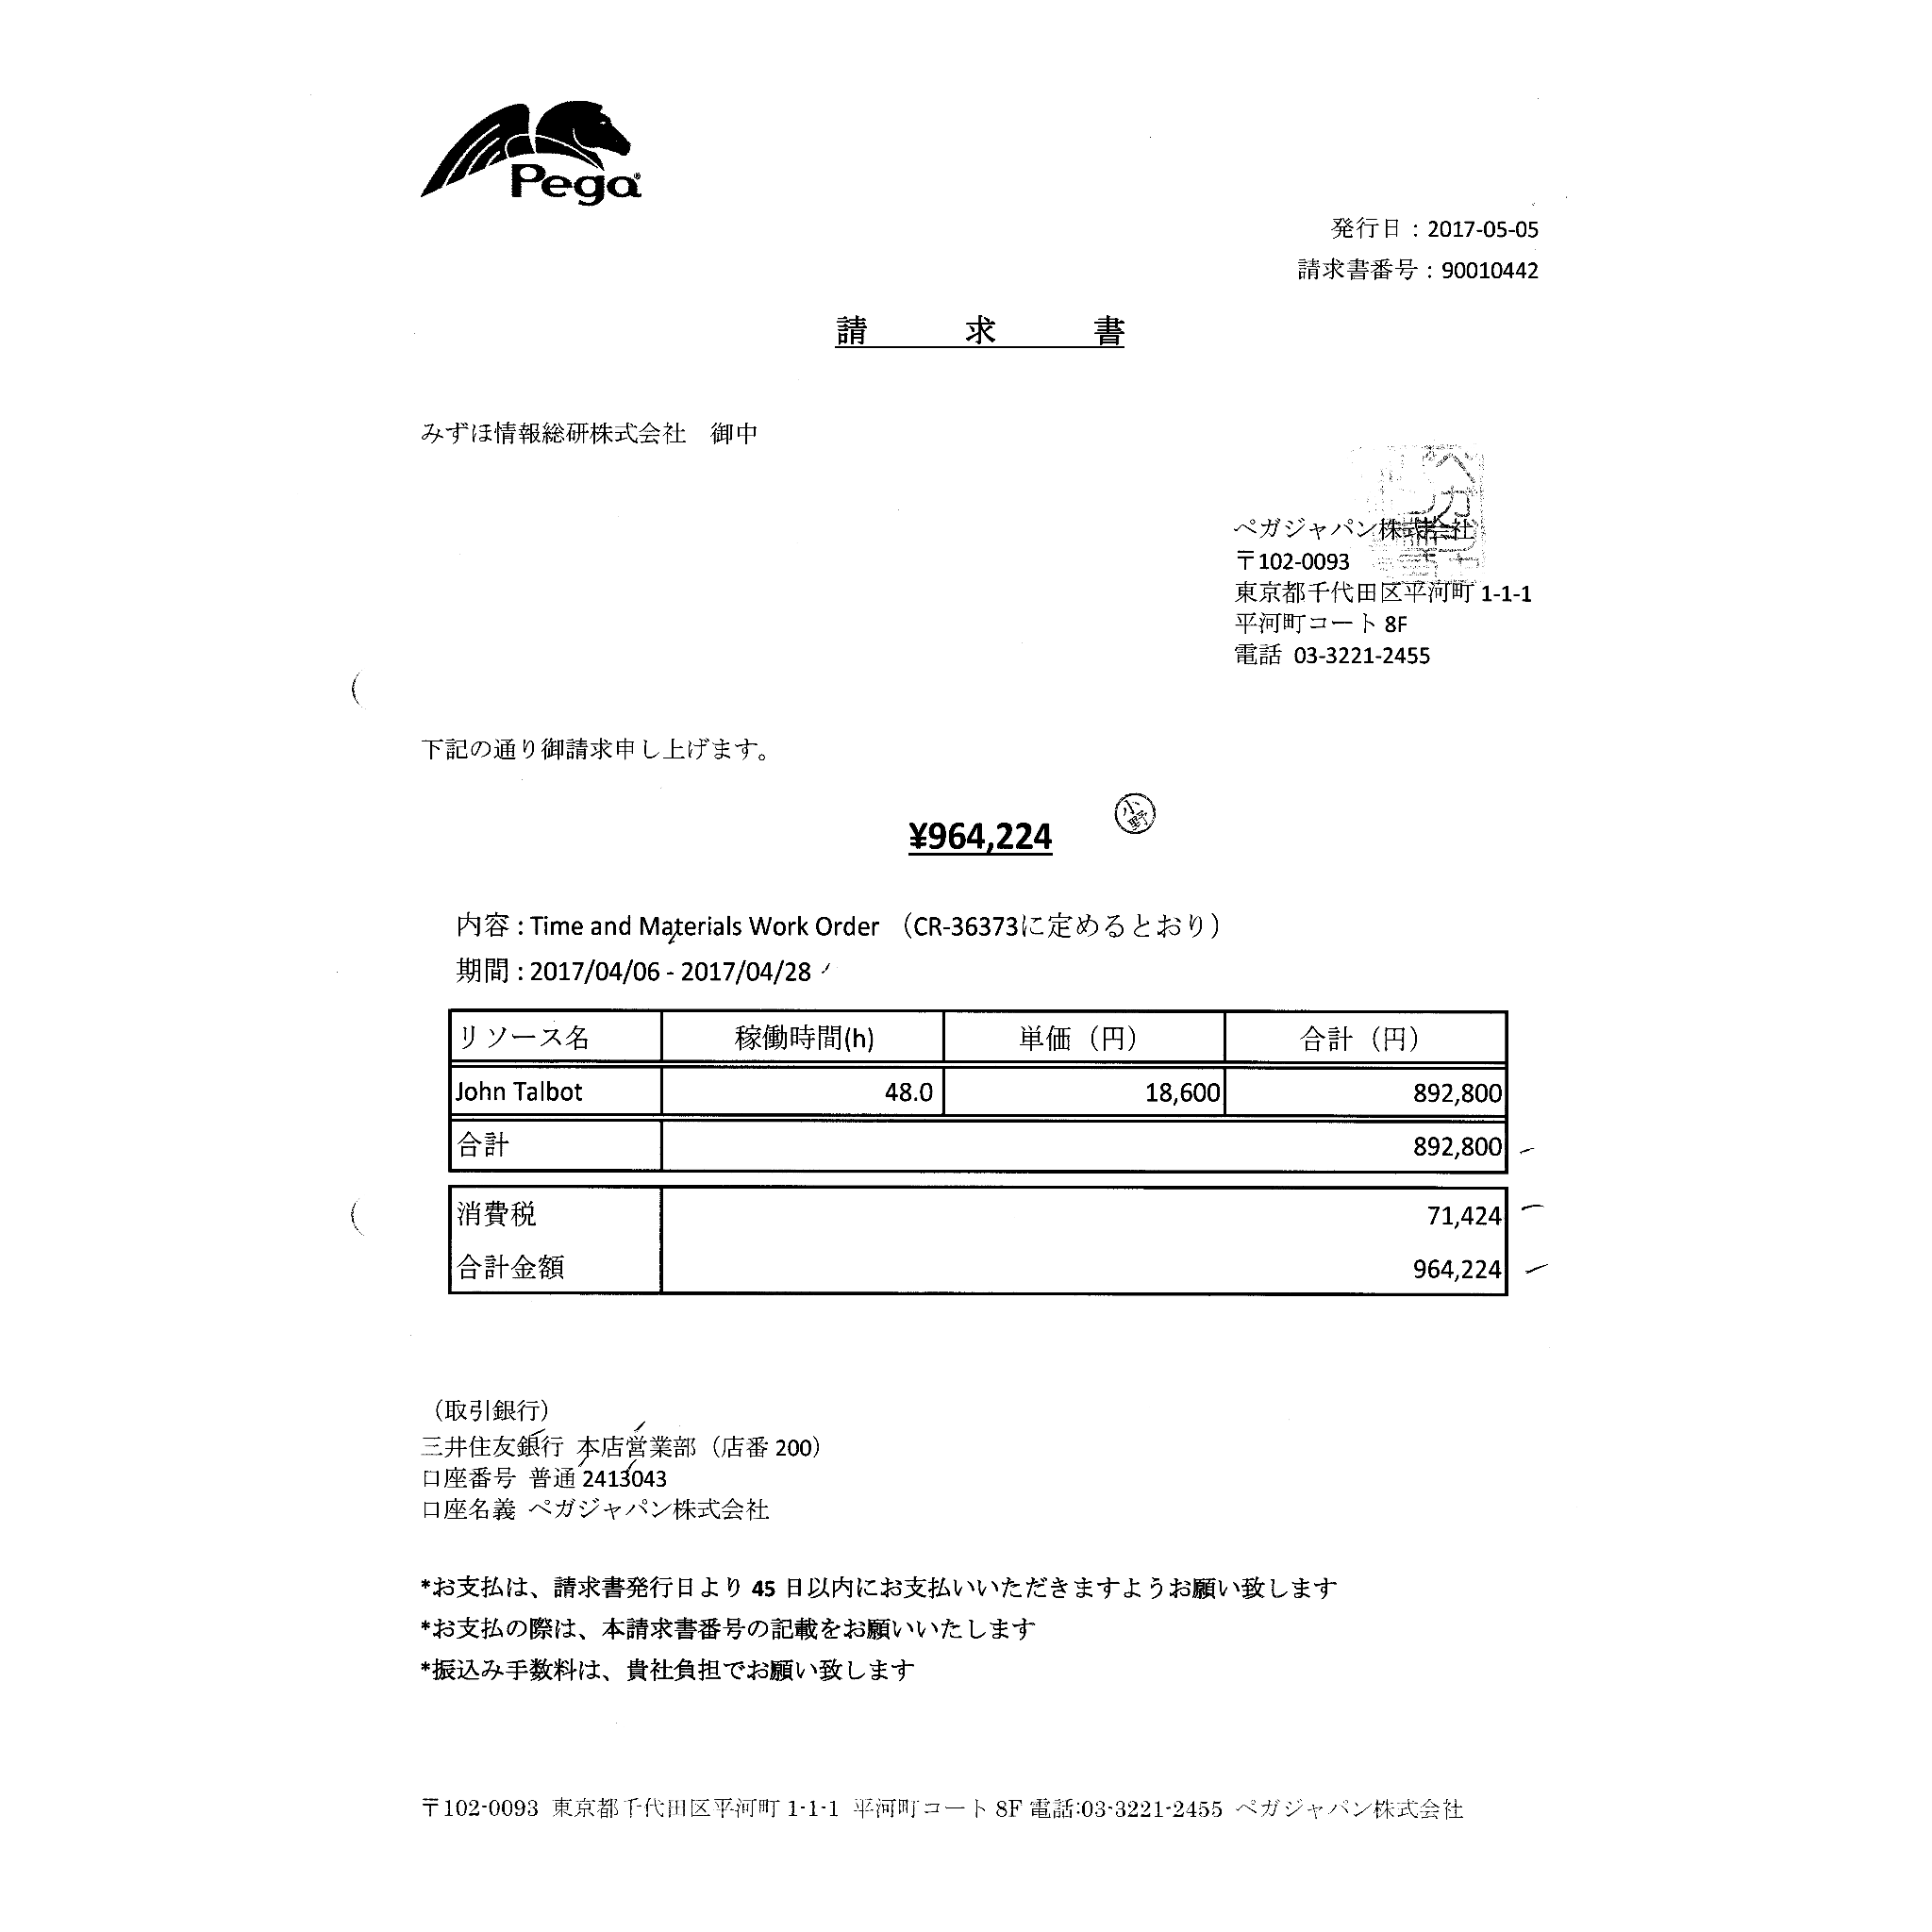 Pega
発行日：2017-05-05
請求書番号：90010442
請求書
みずほ情報総研株式会社　御中
ペガジャパン株式会社
〒102-0093
東京都千代田区平河町 1-1-1
平河町コート 8F
電話 03-3221-2455
下記の通り御請求申し上げます。
¥964,224
小野
内容 : Time and Materials Work Order （CR-36373に定めるとおり）
期間 : 2017/04/06 - 2017/04/28
リソース名 稼働時間(h) 単価（円） 合計（円）
John Talbot 48.0 18,600 892,800
合計 892,800
消費税 71,424
合計金額 964,224
（取引銀行）
三井住友銀行 本店営業部（店番 200）
口座番号 普通 2413043
口座名義 ペガジャパン株式会社
*お支払は、請求書発行日より 45 日以内にお支払いいただきますようお願い致します
*お支払の際は、本請求書番号の記載をお願いいたします
*振込み手数料は、貴社負担でお願い致します
〒102-0093 東京都千代田区平河町 1-1-1 平河町コート 8F 電話:03-3221-2455 ペガジャパン株式会社